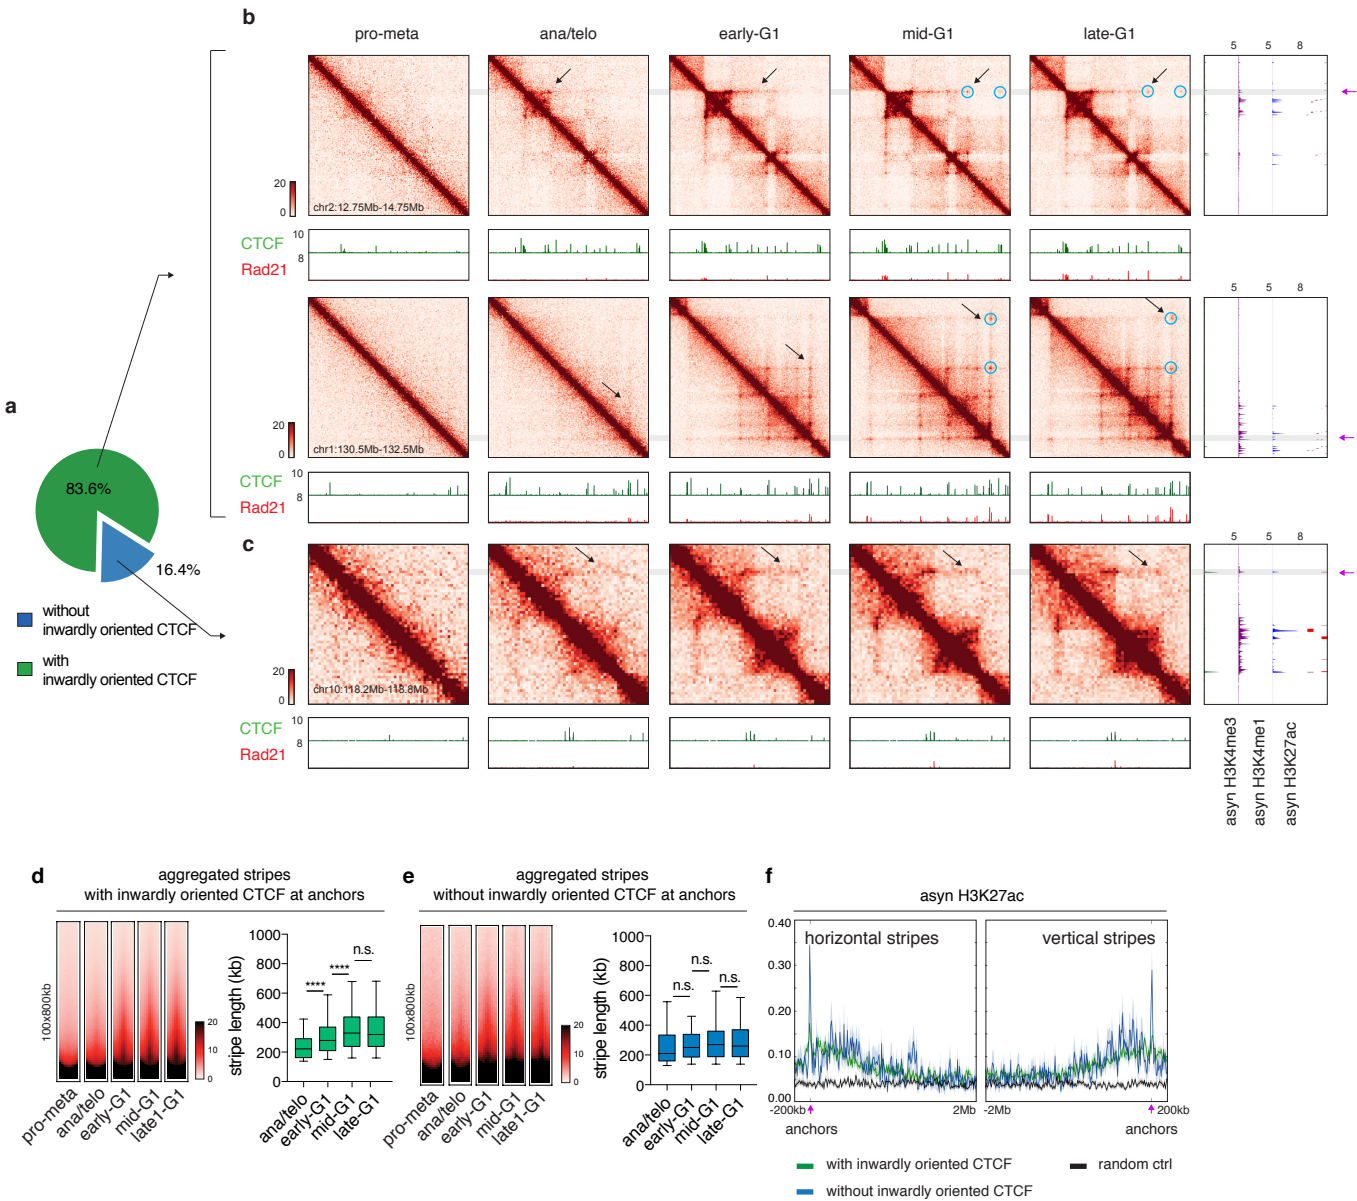 b
pro-meta
ana/telo
early-G1
mid-G1
late-G1
5 5 8
20
0
chr2:12.75Mb-14.75Mb
CTCF
10
8
Rad21
5 5 8
20
0
chr1:130.5Mb-132.5Mb
CTCF
10
8
Rad21
a
83.6%
16.4%
without
inwardly oriented CTCF
with
inwardly oriented CTCF
c
5 5 8
20
0
chr10:118.2Mb-118.8Mb
CTCF
10
8
Rad21
asyn H3K4me3
asyn H3K4me1
asyn H3K27ac
d
aggregated stripes
with inwardly oriented CTCF at anchors
100x800kb
20
10
0
pro-meta
ana/telo
early-G1
mid-G1
late1-G1
stripe length (kb)
1000
800
600
400
200
0
****
****
n.s.
ana/telo
early-G1
mid-G1
late-G1
e
aggregated stripes
without inwardly oriented CTCF at anchors
100x800kb
20
10
0
pro-meta
ana/telo
early-G1
mid-G1
late1-G1
stripe length (kb)
1000
800
600
400
200
0
n.s.
n.s.
n.s.
ana/telo
early-G1
mid-G1
late-G1
f
asyn H3K27ac
0.40
0.30
0.20
0.10
0.00
horizontal stripes
vertical stripes
-200kb
2Mb
-2Mb
200kb
anchors
anchors
with inwardly oriented CTCF
random ctrl
without inwardly oriented CTCF